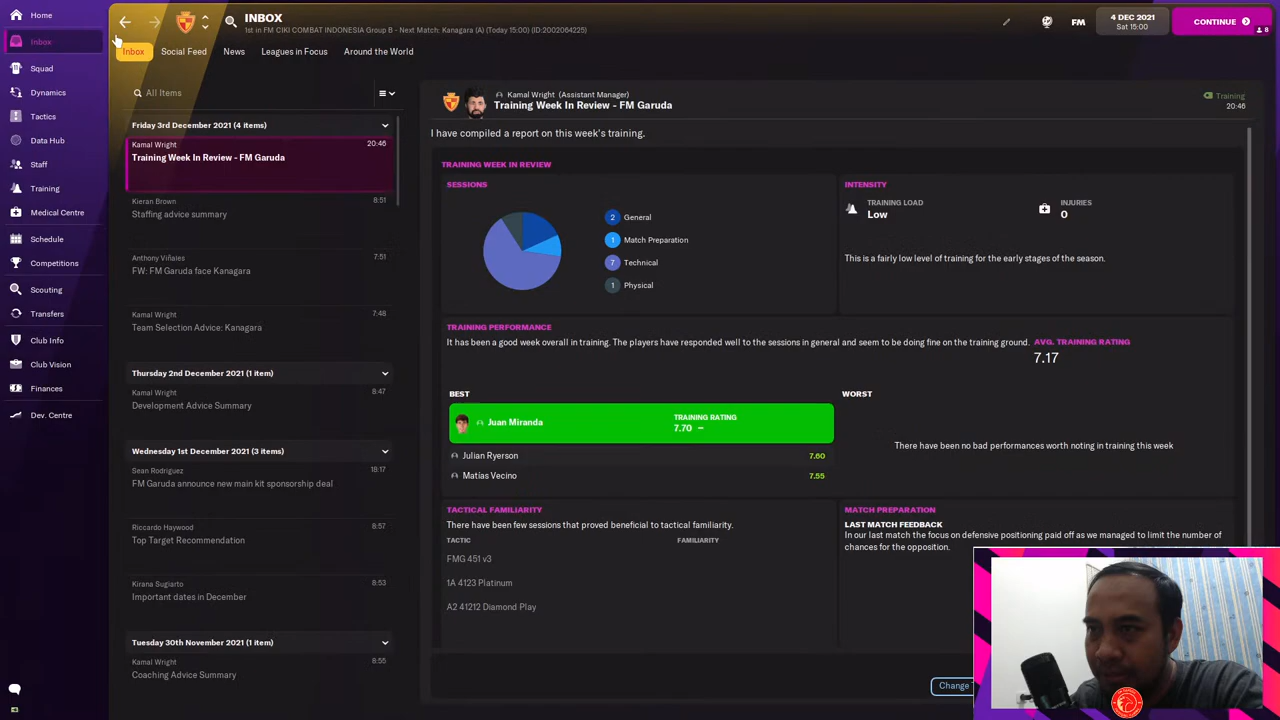 Home
Inbox
Squad
Dynamics
Tactics
Data Hub
Staff
Training
Medical Centre
Schedule
Competitions
Scouting
Transfers
Club Info
Club Vision
Finances
Dev. Centre
INBOX
1st in FM CIKI COMBAT INDONESIA Group B - Next Match: Kanagara (A) (Today 15:00) (ID:2002064225)
FM
4 DEC 2021
Sat 15:00
CONTINUE
8
Inbox
Social Feed
News
Leagues in Focus
Around the World
All Items
Friday 3rd December 2021 (4 items)
Kamal Wright
20:46
Training Week In Review - FM Garuda
Kieran Brown
8:51
Staffing advice summary
Anthony Viñales
7:51
FW: FM Garuda face Kanagara
Kamal Wright
7:48
Team Selection Advice: Kanagara
Thursday 2nd December 2021 (1 item)
Kamal Wright
8:47
Development Advice Summary
Wednesday 1st December 2021 (3 items)
Sean Rodriguez
18:17
FM Garuda announce new main kit sponsorship deal
Riccardo Haywood
8:57
Top Target Recommendation
Kirana Sugiarto
8:53
Important dates in December
Tuesday 30th November 2021 (1 item)
Kamal Wright
8:55
Coaching Advice Summary
Kamal Wright (Assistant Manager)
Training Week In Review - FM Garuda
Training
20:46
I have compiled a report on this week's training.
TRAINING WEEK IN REVIEW
SESSIONS
2 General
1 Match Preparation
7 Technical
1 Physical
INTENSITY
TRAINING LOAD
Low
INJURIES
0
This is a fairly low level of training for the early stages of the season.
TRAINING PERFORMANCE
It has been a good week overall in training. The players have responded well to the sessions in general and seem to be doing fine on the training ground.
AVG. TRAINING RATING
7.17
BEST
Juan Miranda
TRAINING RATING
7.70 –
Julian Ryerson
7.60
Matías Vecino
7.55
WORST
There have been no bad performances worth noting in training this week
TACTICAL FAMILIARITY
There have been few sessions that proved beneficial to tactical familiarity.
TACTIC
FAMILIARITY
FMG 451 v3
1A 4123 Platinum
A2 41212 Diamond Play
MATCH PREPARATION
LAST MATCH FEEDBACK
In our last match the focus on defensive positioning paid off as we managed to limit the number of
chances for the opposition.
Change